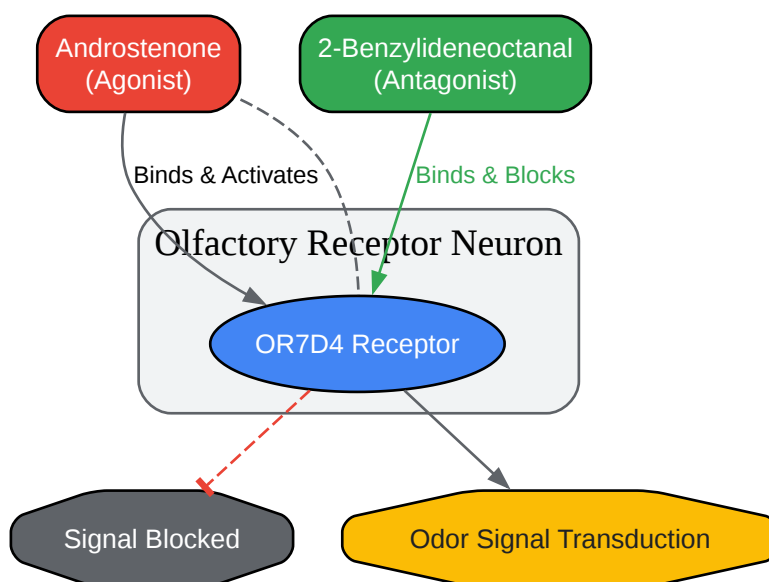 Androstenone
(Agonist)
2-Benzylideneoctanal
(Antagonist)
Binds & Activates
Binds & Blocks
Olfactory Receptor Neuron
OR7D4 Receptor
Signal Blocked
Odor Signal Transduction